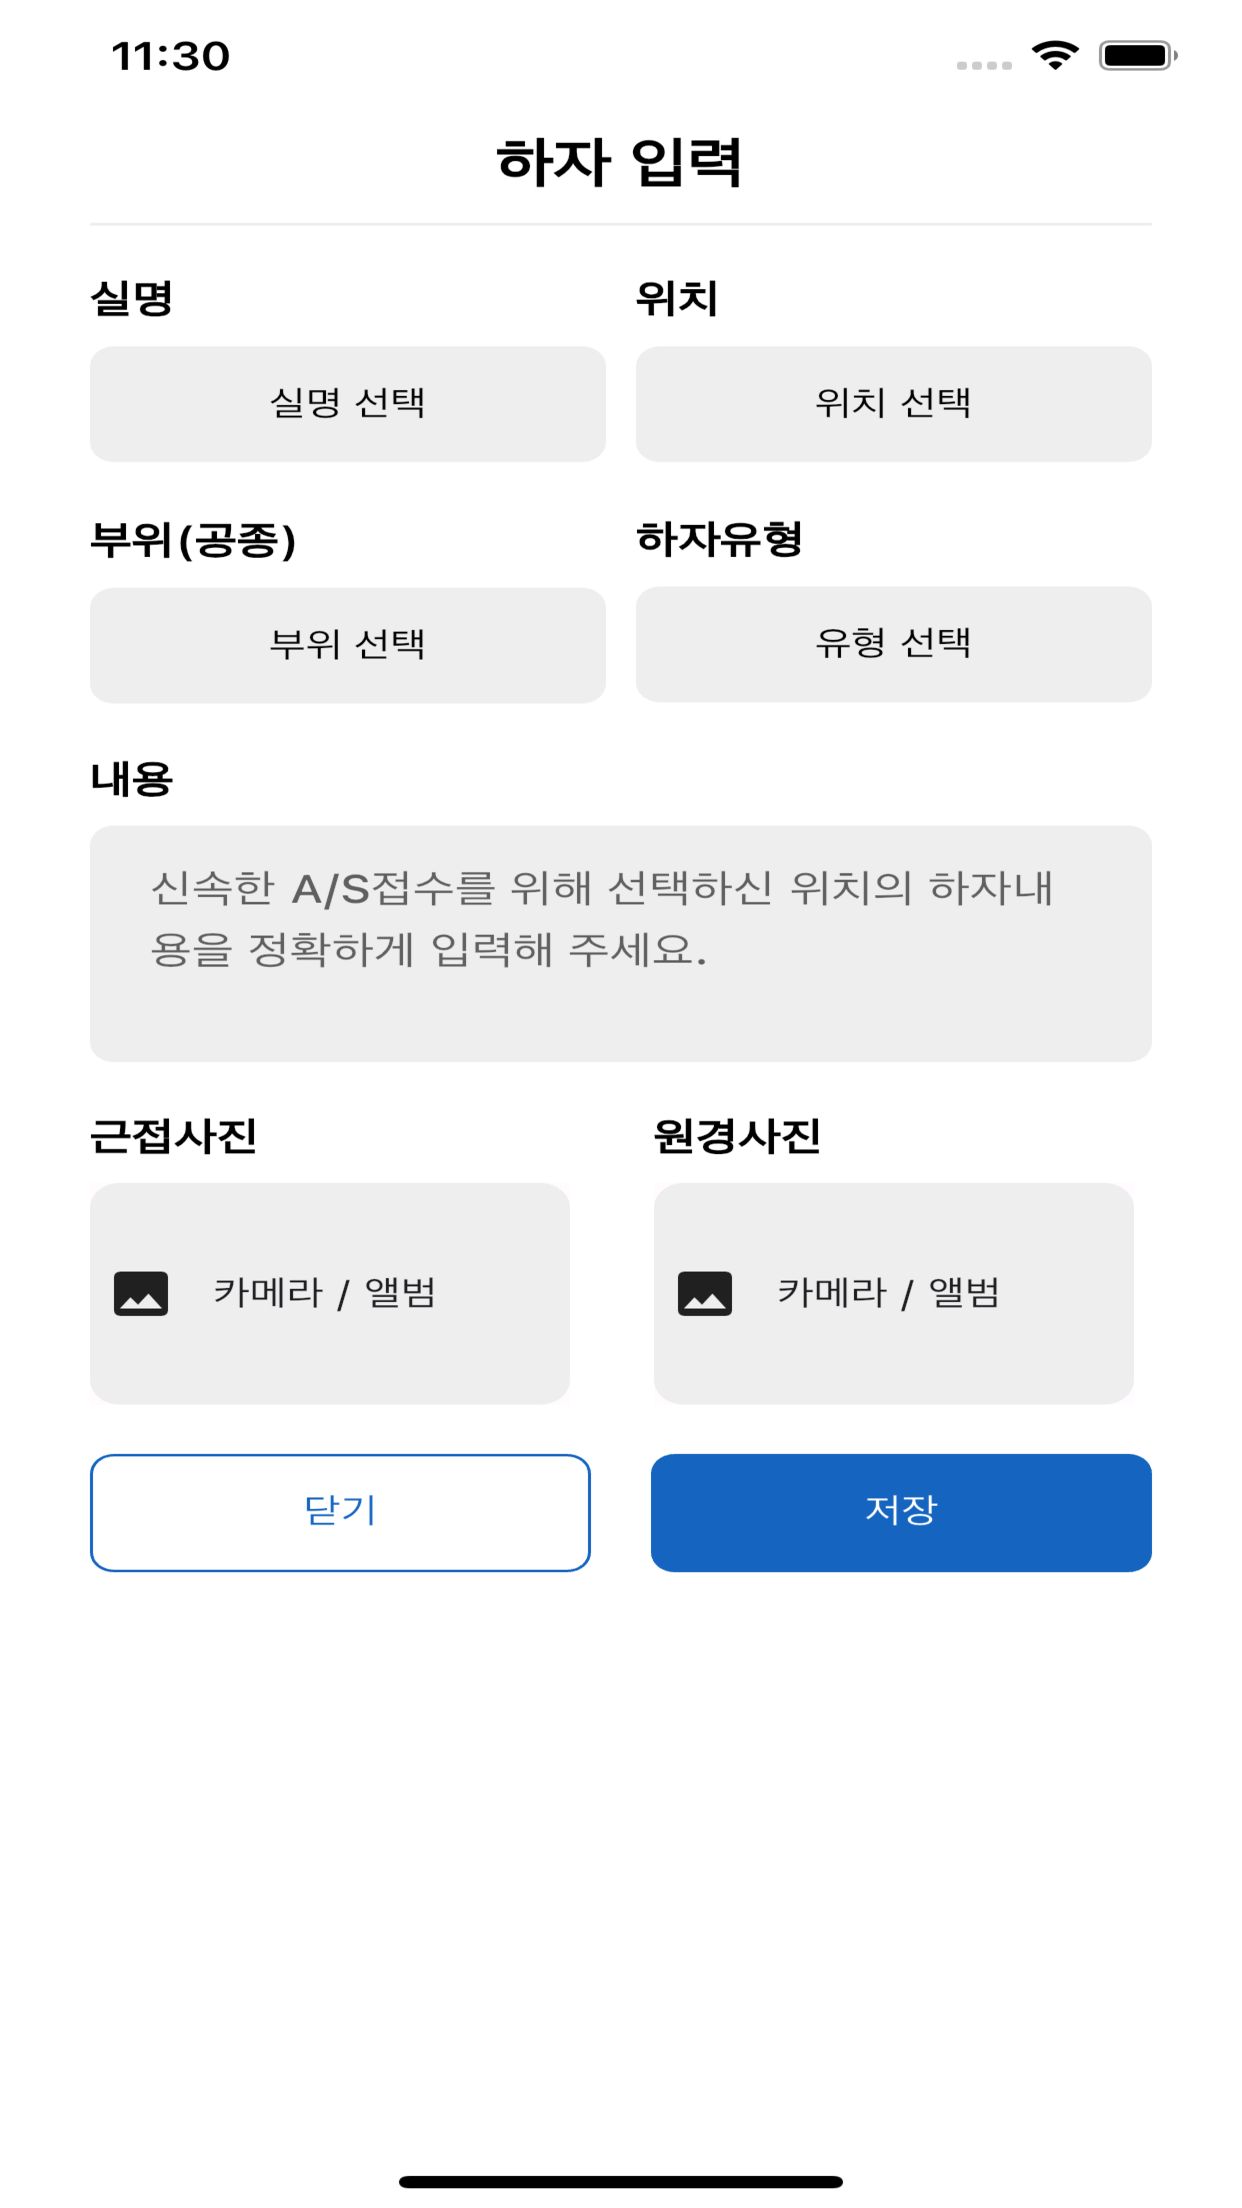 11:30
하자 입력
실명
위치
실명 선택
위치 선택
부위(공종)
하자유형
부위 선택
유형 선택
내용
신속한 A/S접수를 위해 선택하신 위치의 하자내
용을 정확하게 입력해 주세요.
근접사진
원경사진
카메라 / 앨범
카메라 / 앨범
닫기
저장